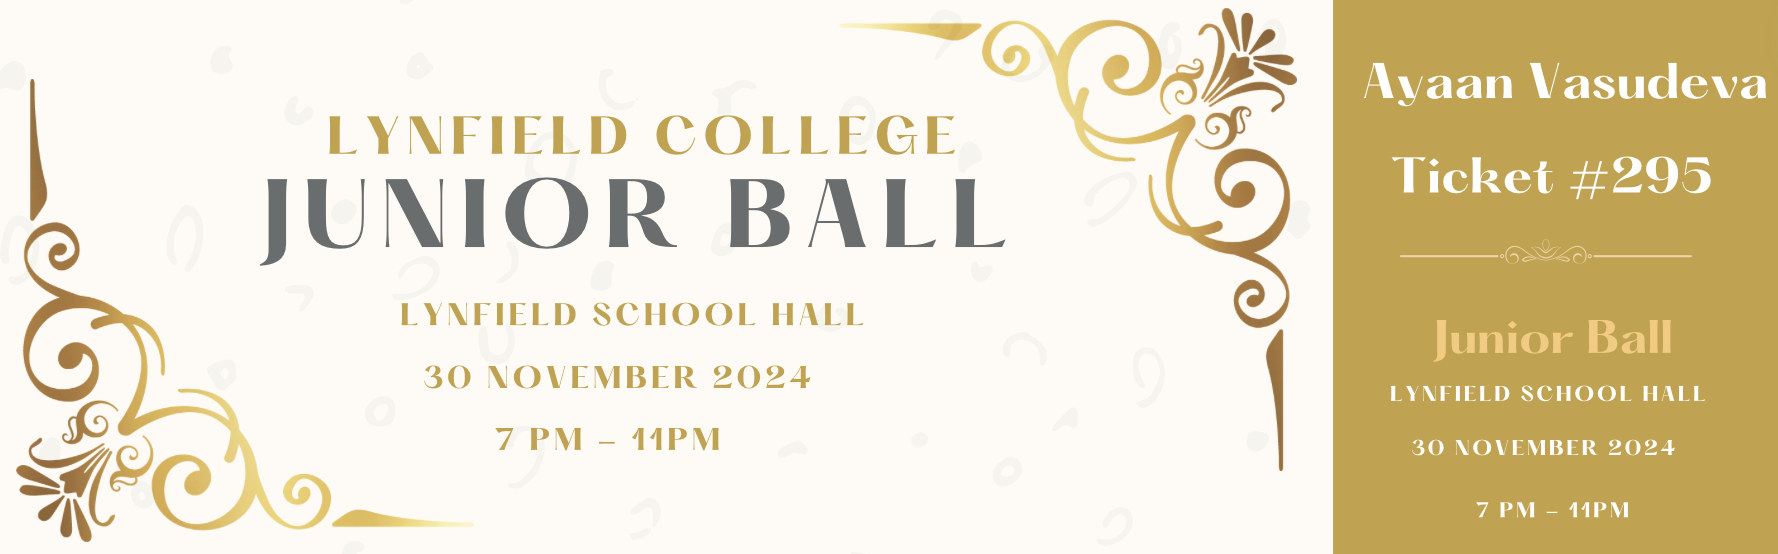 LYNFIELD COLLEGE
JUNIOR BALL
LYNFIELD SCHOOL HALL
30 NOVEMBER 2024
7 PM – 11PM
Ayaan Vasudeva
Ticket #295
Junior Ball
LYNFIELD SCHOOL HALL
30 NOVEMBER 2024
7 PM – 11PM